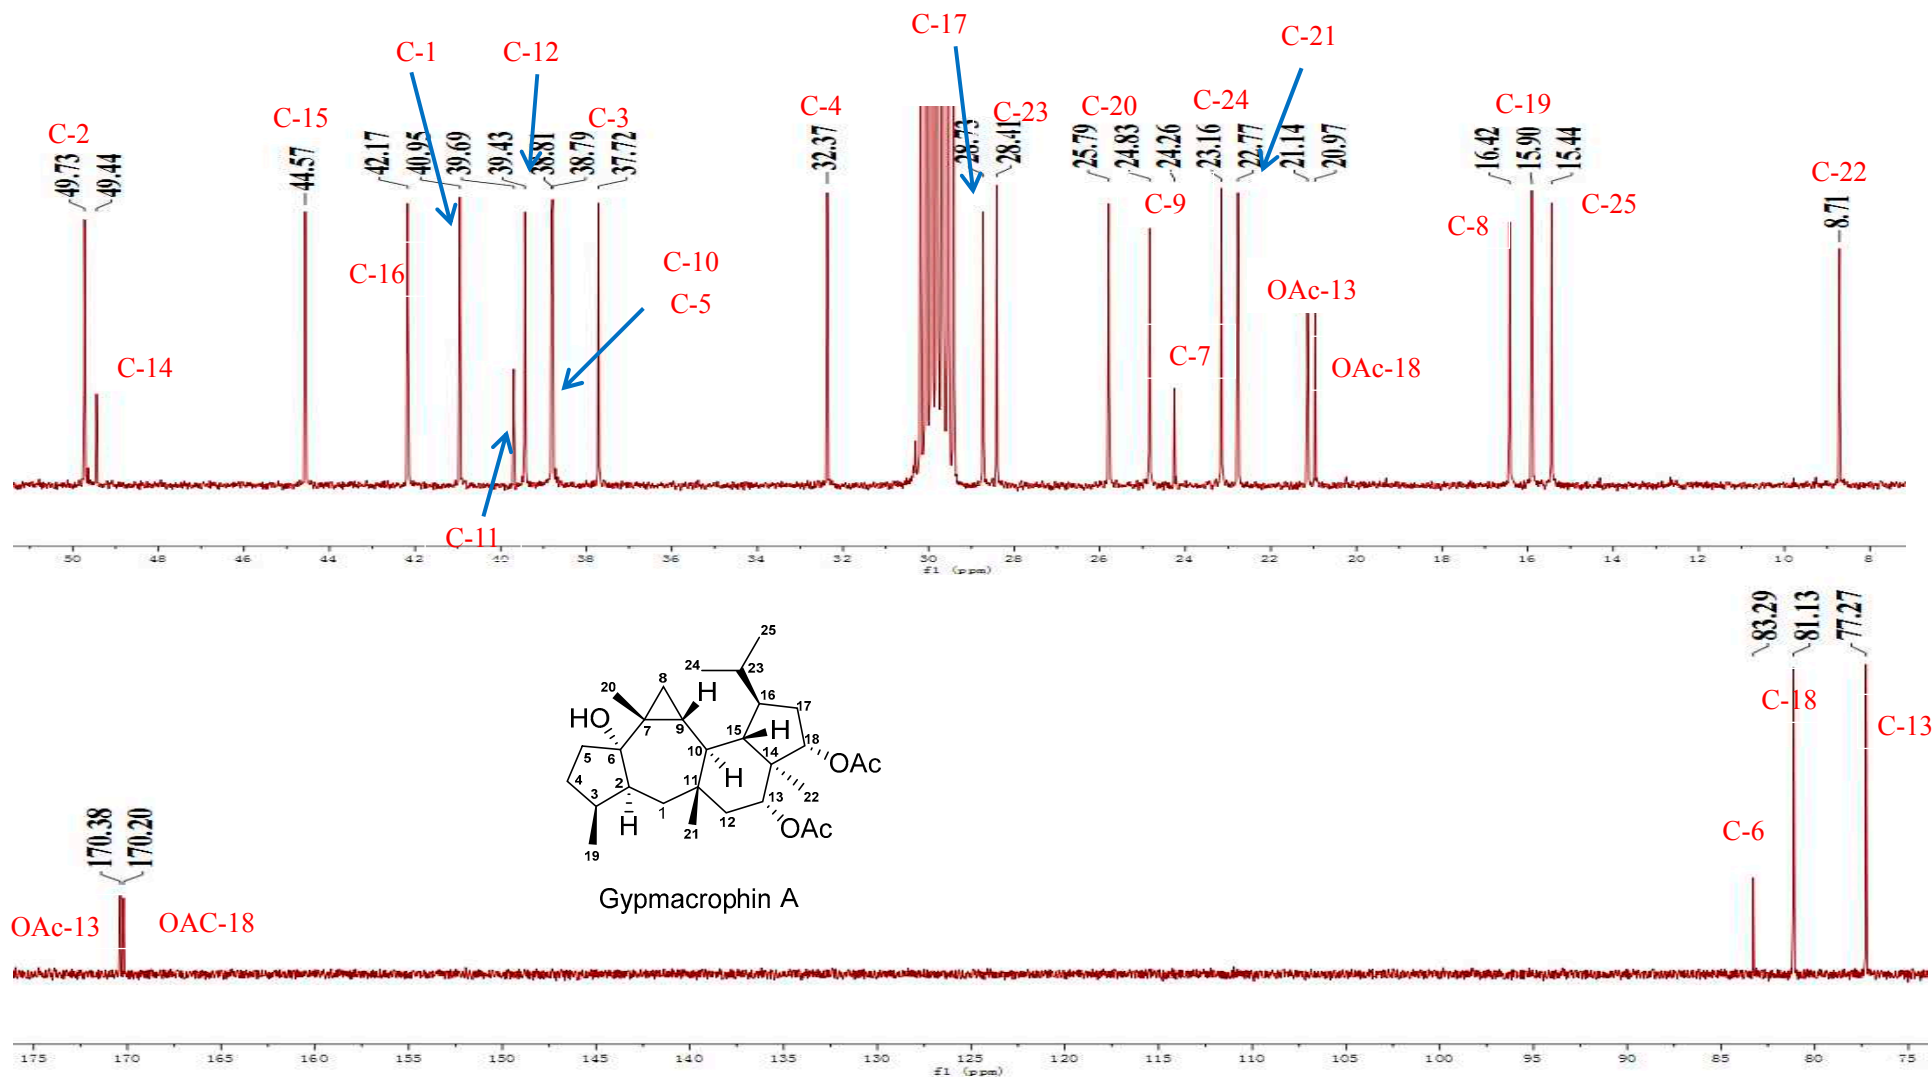 C-17
C-21
C-1
C-12
C-2
C-15
C-3
C-4
C-23
C-20
C-24
C-19
C-22
49.73
49.44
44.57
42.17
40.95
39.69
39.43
38.81
38.79
37.72
32.37
28.73
28.41
25.79
24.83
24.26
23.16
22.77
21.14
20.97
16.42
15.90
15.44
8.71
C-9
C-25
C-8
C-16
C-10
C-5
OAc-13
C-14
C-7
OAc-18
C-11
50 46 44 42 40 38 36 34 32 30 28 26 24 22 20 18 16 14 12 10 8
f1 (ppm)
83.29
81.13
77.27
C-18
C-13
C-6
25
24
23
20
8
H
16
17
HO
7
9
15
H
18
5
6
10
14
OAc
4
2
11
H
22
3
1
13
H
12
OAc
21
19
Gypmacrophin A
170.38
170.20
OAc-13
OAC-18
175 170 165 160 155 150 145 140 135 130 125 120 115 110 105 100 95 90 85 80 75
f1 (ppm)